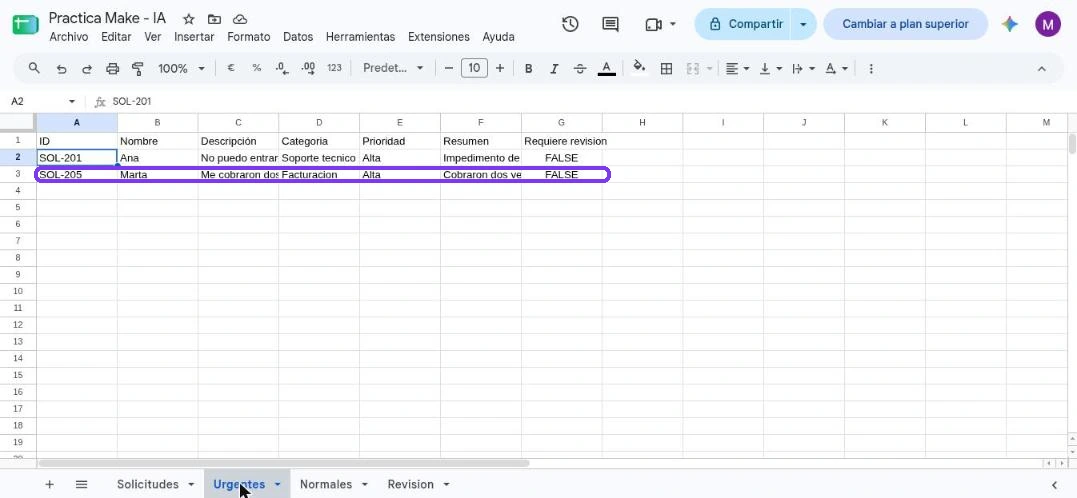 Practica Make - IA
Archivo Editar Ver Insertar Formato Datos Herramientas Extensiones Ayuda
Compartir
Cambiar a plan superior
M
100% € % .0 .00 123 Predet... − 10 + B I S A
A2 fx SOL-201
A B C D E F G H I J K L M
1 ID Nombre Descripción Categoria Prioridad Resumen Requiere revision
2 SOL-201 Ana No puedo entrar Soporte tecnico Alta Impedimento de FALSE
3 SOL-205 Marta Me cobraron dos Facturacion Alta Cobraron dos ve FALSE
4
5
6
7
8
9
10
11
12
13
14
15
16
17
18
19
Solicitudes Urgentes Normales Revision